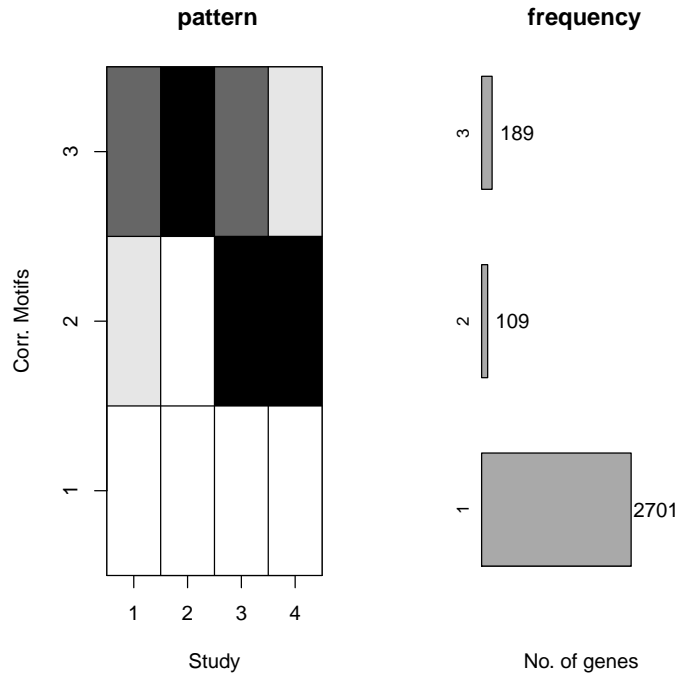 pattern
frequency
3
2
1
Corr. Motifs
1 2 3 4
Study
3
189
2
109
1
2701
No. of genes